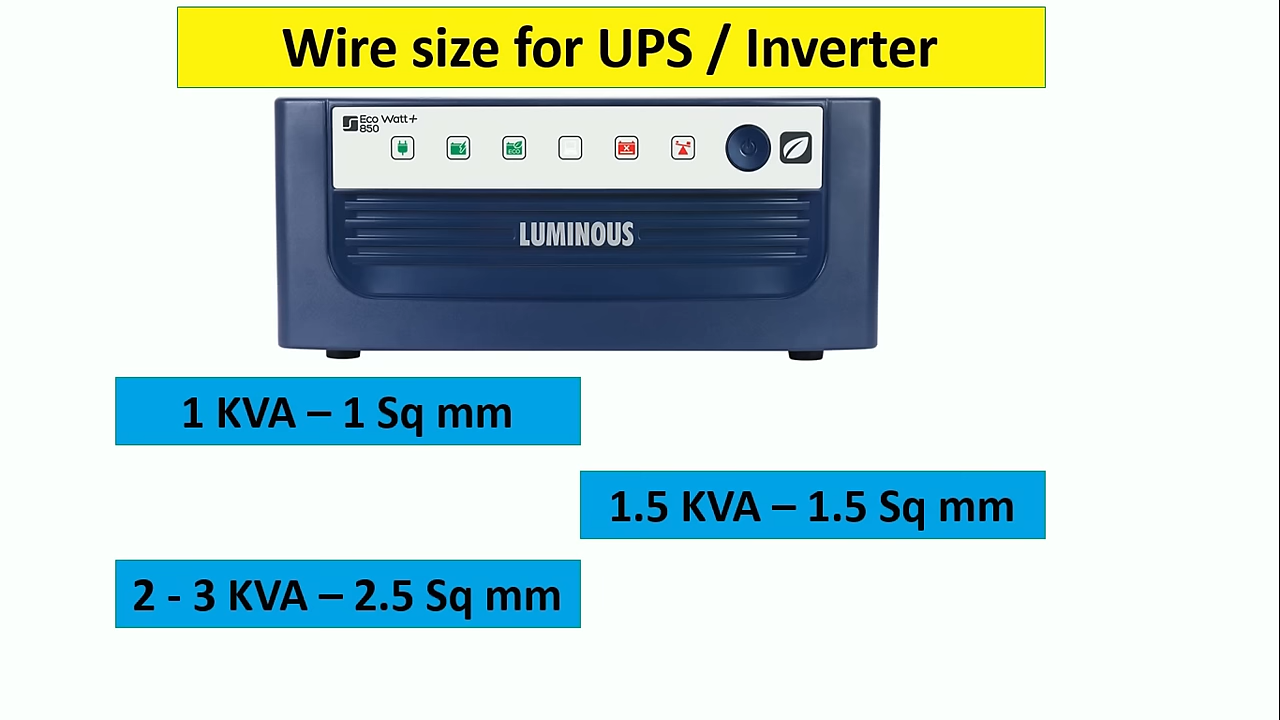 Wire size for UPS / Inverter
Eco Watt+
850
ECO
LUMINOUS
1 KVA – 1 Sq mm
1.5 KVA – 1.5 Sq mm
2 - 3 KVA – 2.5 Sq mm